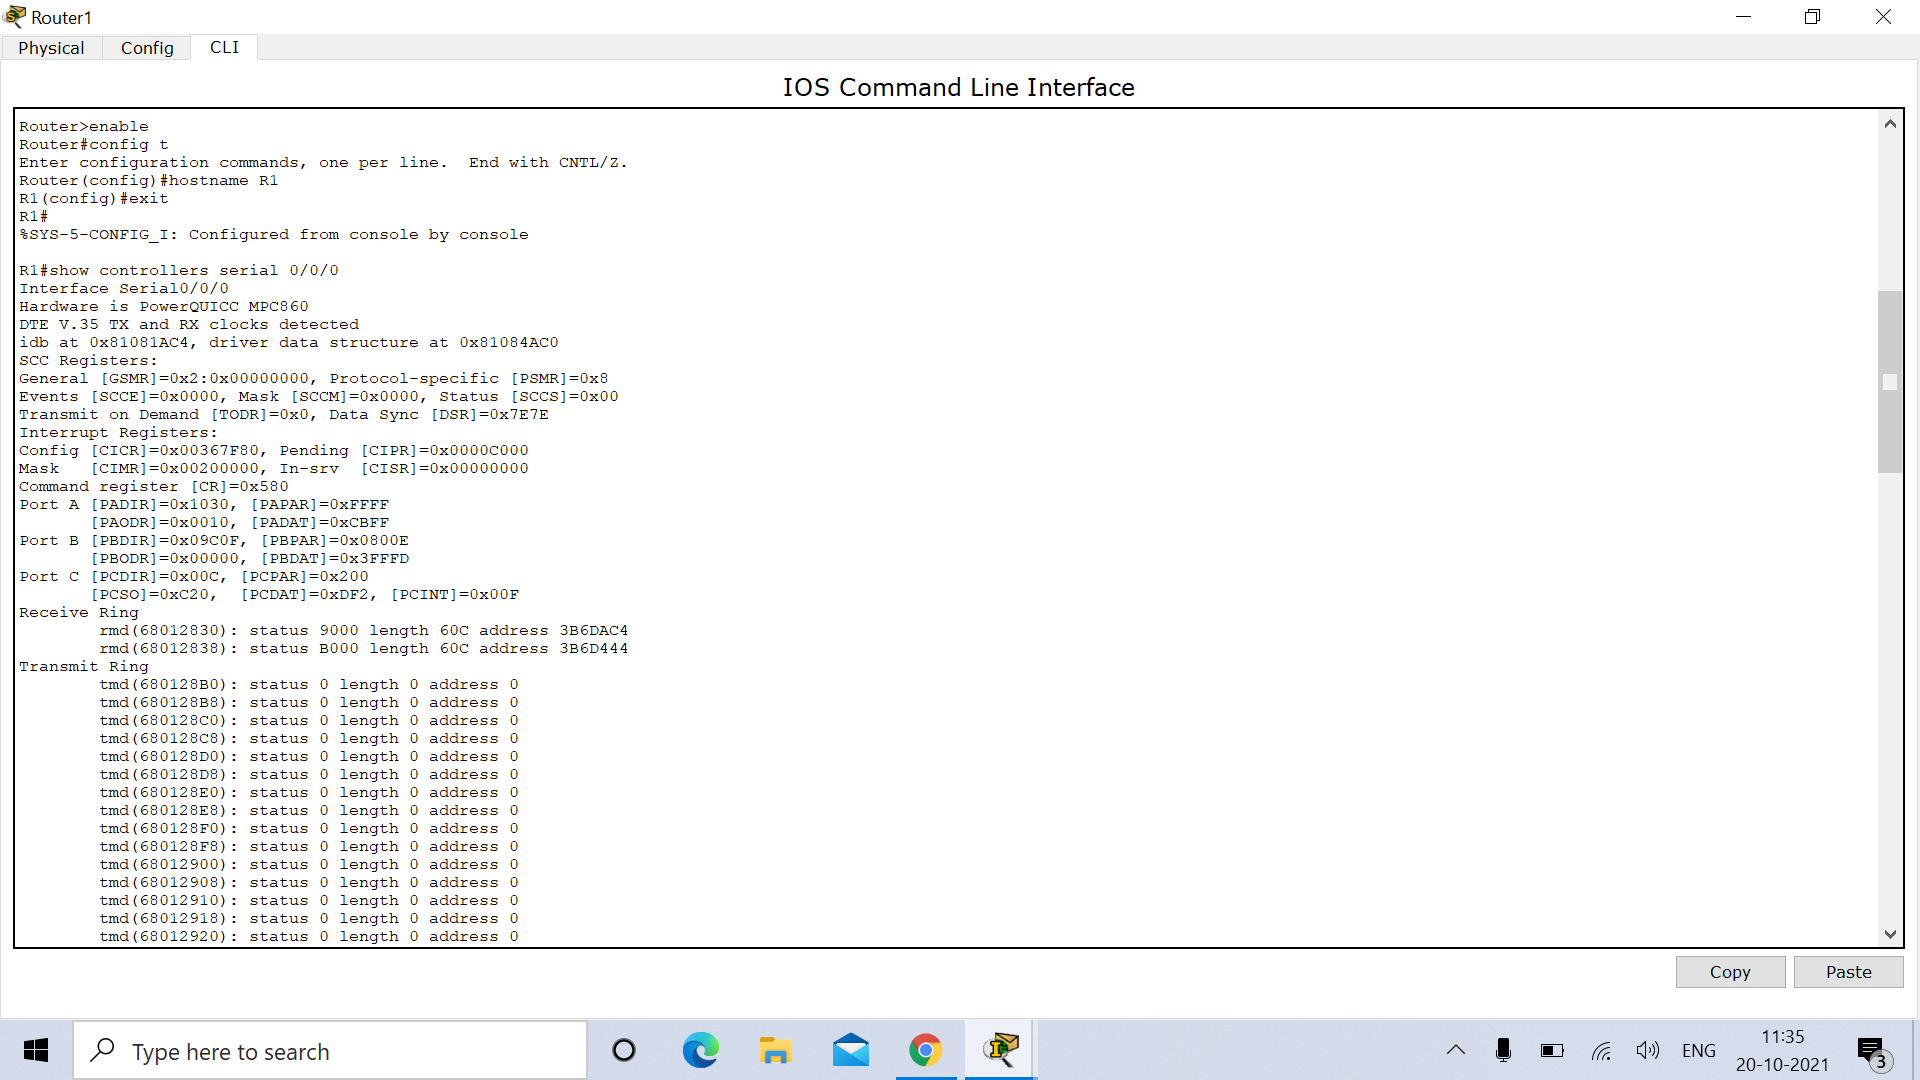 Router1
Physical Config CLI
IOS Command Line Interface
Router>enable
Router#config t
Enter configuration commands, one per line.  End with CNTL/Z.
Router(config)#hostname R1
R1(config)#exit
R1#
%SYS-5-CONFIG_I: Configured from console by console
R1#show controllers serial 0/0/0
Interface Serial0/0/0
Hardware is PowerQUICC MPC860
DTE V.35 TX and RX clocks detected
idb at 0x81081AC4, driver data structure at 0x81084AC0
SCC Registers:
General [GSMR]=0x2:0x00000000, Protocol-specific [PSMR]=0x8
Events [SCCE]=0x0000, Mask [SCCM]=0x0000, Status [SCCS]=0x00
Transmit on Demand [TODR]=0x0, Data Sync [DSR]=0x7E7E
Interrupt Registers:
Config [CICR]=0x00367F80, Pending [CIPR]=0x0000C000
Mask   [CIMR]=0x00200000, In-srv  [CISR]=0x00000000
Command register [CR]=0x580
Port A [PADIR]=0x1030, [PAPAR]=0xFFFF
       [PAODR]=0x0010, [PADAT]=0xCBFF
Port B [PBDIR]=0x09C0F, [PBPAR]=0x0800E
       [PBODR]=0x00000, [PBDAT]=0x3FFFD
Port C [PCDIR]=0x00C, [PCPAR]=0x200
       [PCSO]=0xC20,  [PCDAT]=0xDF2, [PCINT]=0x00F
Receive Ring
        rmd(68012830): status 9000 length 60C address 3B6DAC4
        rmd(68012838): status B000 length 60C address 3B6D444
Transmit Ring
        tmd(680128B0): status 0 length 0 address 0
        tmd(680128B8): status 0 length 0 address 0
        tmd(680128C0): status 0 length 0 address 0
        tmd(680128C8): status 0 length 0 address 0
        tmd(680128D0): status 0 length 0 address 0
        tmd(680128D8): status 0 length 0 address 0
        tmd(680128E0): status 0 length 0 address 0
        tmd(680128E8): status 0 length 0 address 0
        tmd(680128F0): status 0 length 0 address 0
        tmd(680128F8): status 0 length 0 address 0
        tmd(68012900): status 0 length 0 address 0
        tmd(68012908): status 0 length 0 address 0
        tmd(68012910): status 0 length 0 address 0
        tmd(68012918): status 0 length 0 address 0
        tmd(68012920): status 0 length 0 address 0
Copy Paste
Type here to search
ENG
11:35
20-10-2021
3